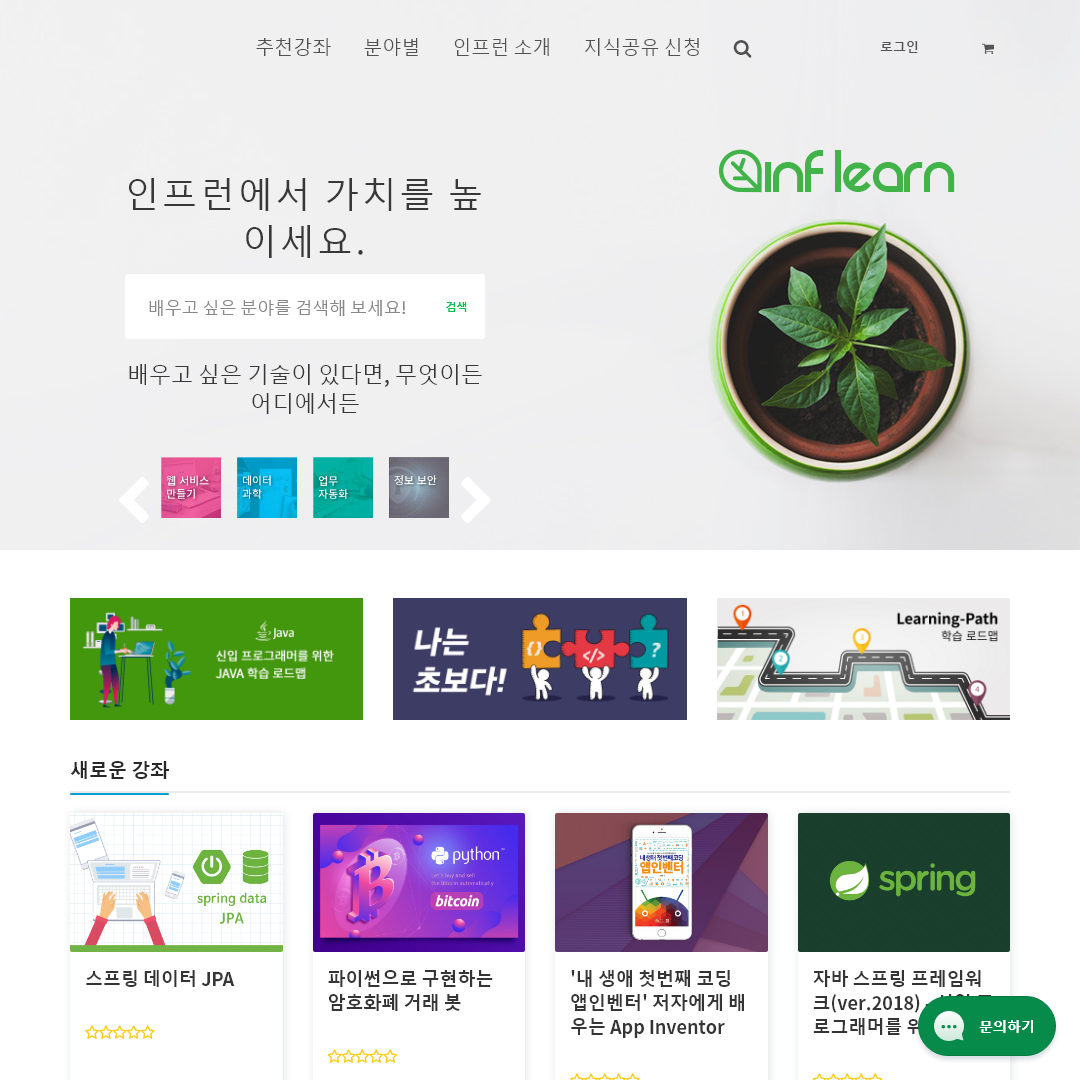 추천강좌 분야별 인프런 소개 지식공유 신청 로그인
inflearn
인프런에서 가치를 높
이세요.
배우고 싶은 분야를 검색해 보세요! 검색
배우고 싶은 기술이 있다면, 무엇이든
어디에서든
웹 서비스
만들기
데이터
과학
업무
자동화
정보 보안
Java
신입 프로그래머를 위한
JAVA 학습 로드맵
나는
초보다!
{} </> ?
Learning-Path
학습 로드맵
1
2
3
4
새로운 강좌
spring data
JPA
python
Let's buy and sell
the Bitcoin automatically
bitcoin
내 생애 첫번째 코딩
앱인벤터
spring
스프링 데이터 JPA
파이썬으로 구현하는
암호화폐 거래 봇
'내 생애 첫번째 코딩
앱인벤터' 저자에게 배
우는 App Inventor
자바 스프링 프레임워
크(ver.2018) -
로그래머를
문의하기